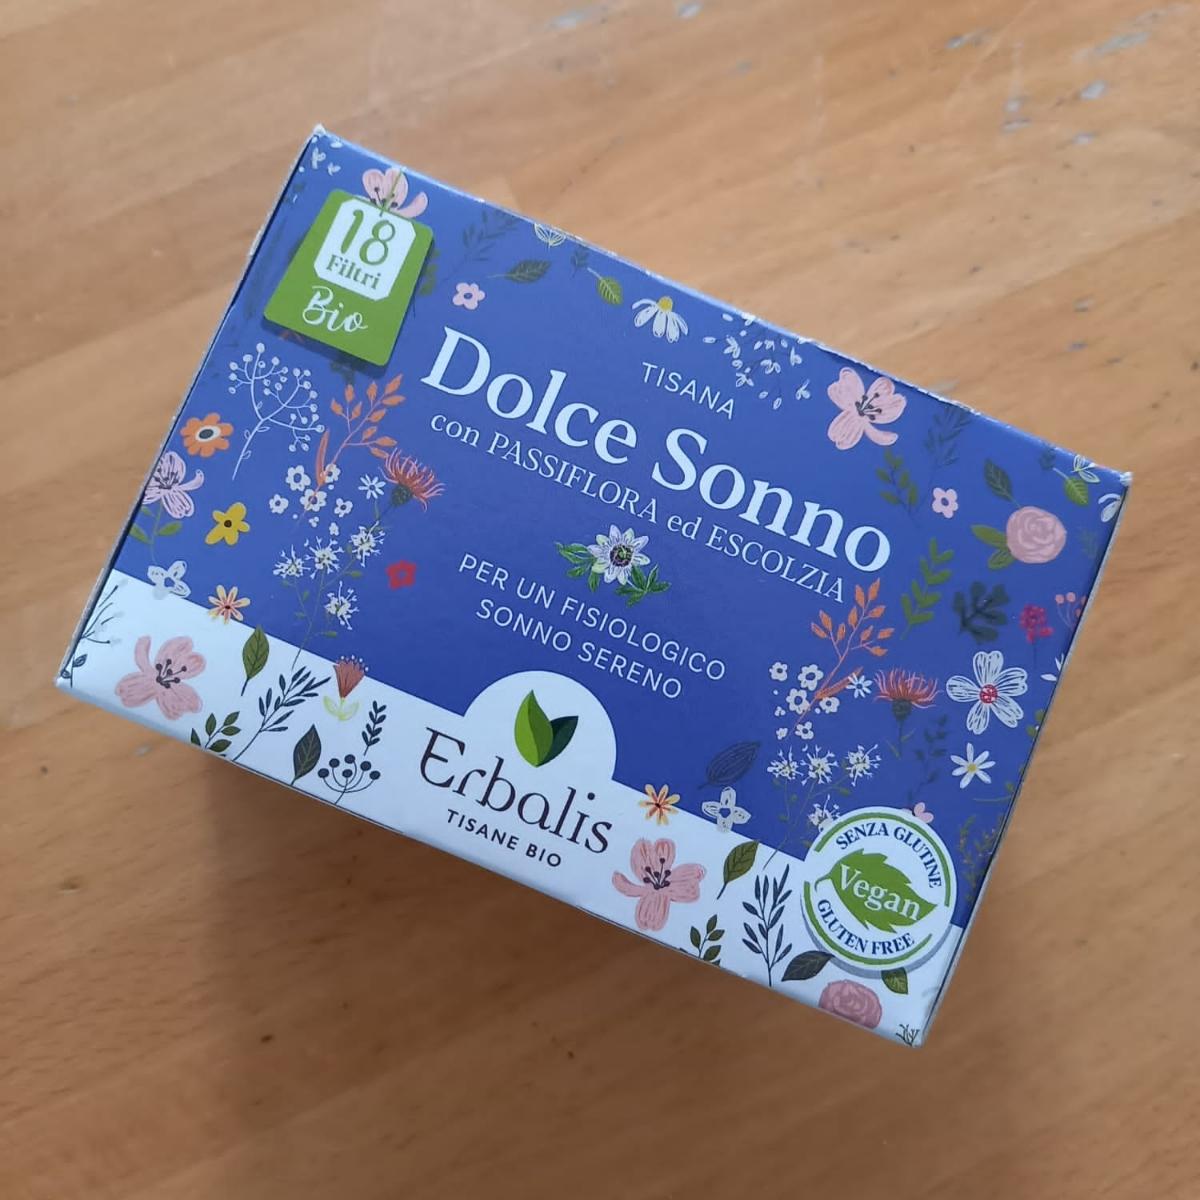 18
Filtri
Bio
TISANA
Dolce Sonno
con PASSIFLORA ed ESCOLZIA
PER UN FISIOLOGICO
SONNO SERENO
Erbalis
TISANE BIO
SENZA GLUTINE
Vegan
GLUTEN FREE